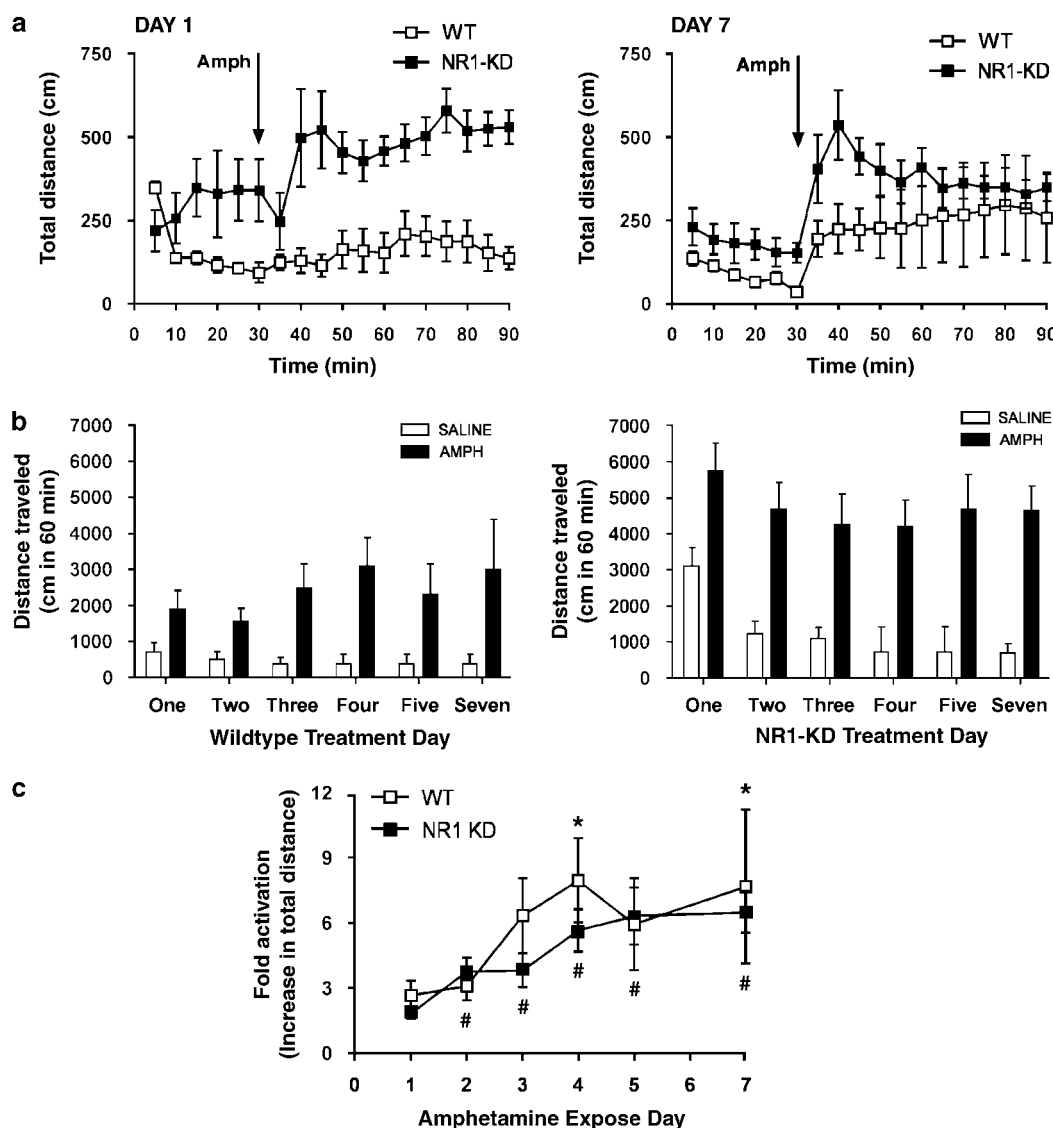 a
DAY 1
WT
NR1-KD
Amph
750
500
250
0
Total distance (cm)
0 10 20 30 40 50 60 70 80 90
Time (min)
DAY 7
WT
NR1-KD
Amph
750
500
250
0
Total distance (cm)
0 10 20 30 40 50 60 70 80 90
Time (min)
b
SALINE
AMPH
7000
6000
5000
4000
3000
2000
1000
0
Distance traveled
(cm in 60 min)
One Two Three Four Five Seven
Wildtype Treatment Day
SALINE
AMPH
7000
6000
5000
4000
3000
2000
1000
0
Distance traveled
(cm in 60 min)
One Two Three Four Five Seven
NR1-KD Treatment Day
c
WT
NR1 KD
12
9
6
3
0
Fold activation
(Increase in total distance)
* *
# # # # #
0 1 2 3 4 5 6 7
Amphetamine Expose Day